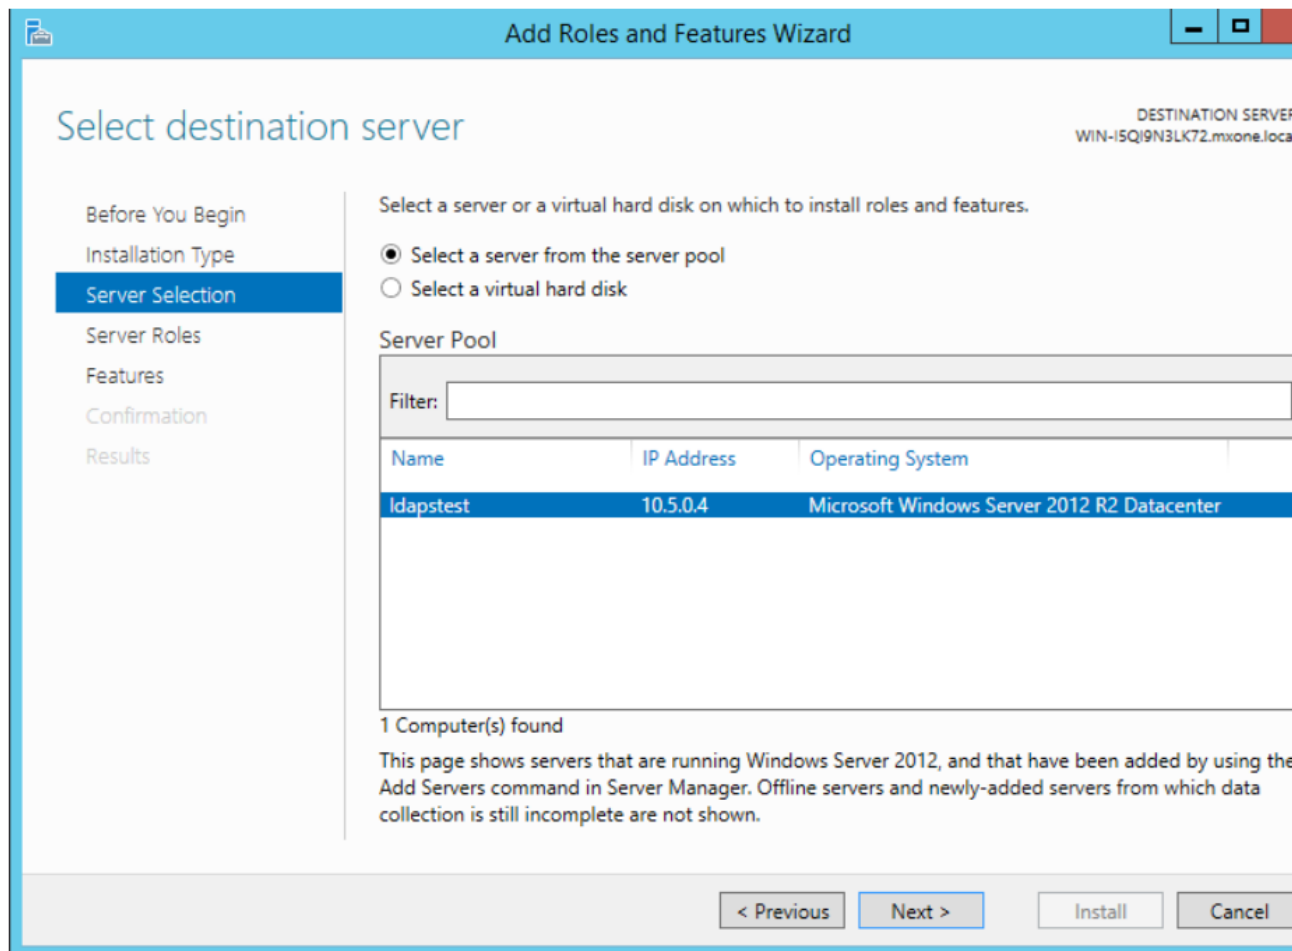 Add Roles and Features Wizard
Select destination server
DESTINATION SERVER
WIN-I5QI9N3LK72.mxone.loca
Before You Begin
Installation Type
Server Selection
Server Roles
Features
Confirmation
Results
Select a server or a virtual hard disk on which to install roles and features.
Select a server from the server pool
Select a virtual hard disk
Server Pool
Filter:
Name IP Address Operating System
ldapstest 10.5.0.4 Microsoft Windows Server 2012 R2 Datacenter
1 Computer(s) found
This page shows servers that are running Windows Server 2012, and that have been added by using the
Add Servers command in Server Manager. Offline servers and newly-added servers from which data
collection is still incomplete are not shown.
< Previous Next > Install Cancel